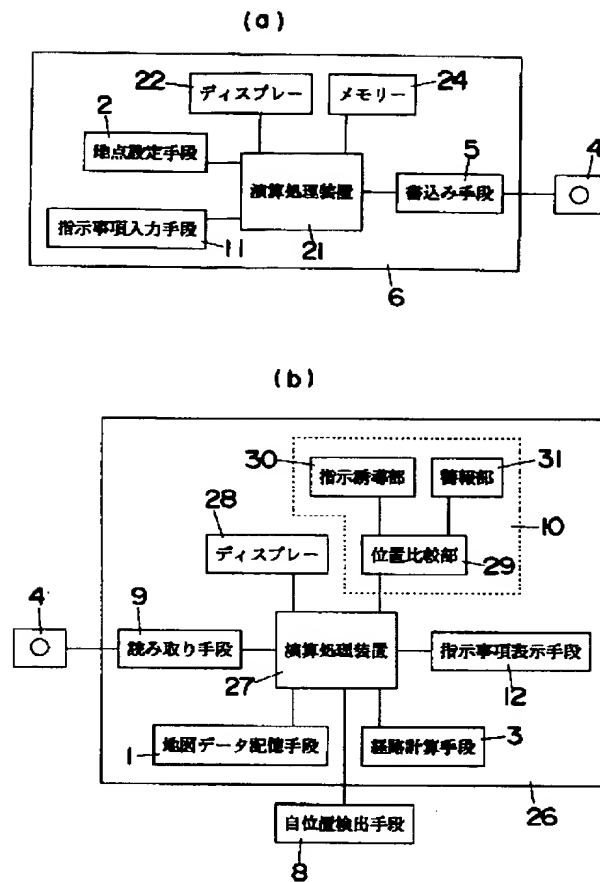 (a)
22 ディスプレー メモリー 24
2 地点設定手段 5 4
演算処理装置 書込み手段
指示事項入力手段 11 21
6
(b)
30 指示誘導部 警報部 31
28 10
ディスプレー 位置比較部 29
4 9
読み取り手段 演算処理装置 指示事項表示手段
27 12
1 地図データ記憶手段 経路計算手段 3
26
自位置検出手段
8